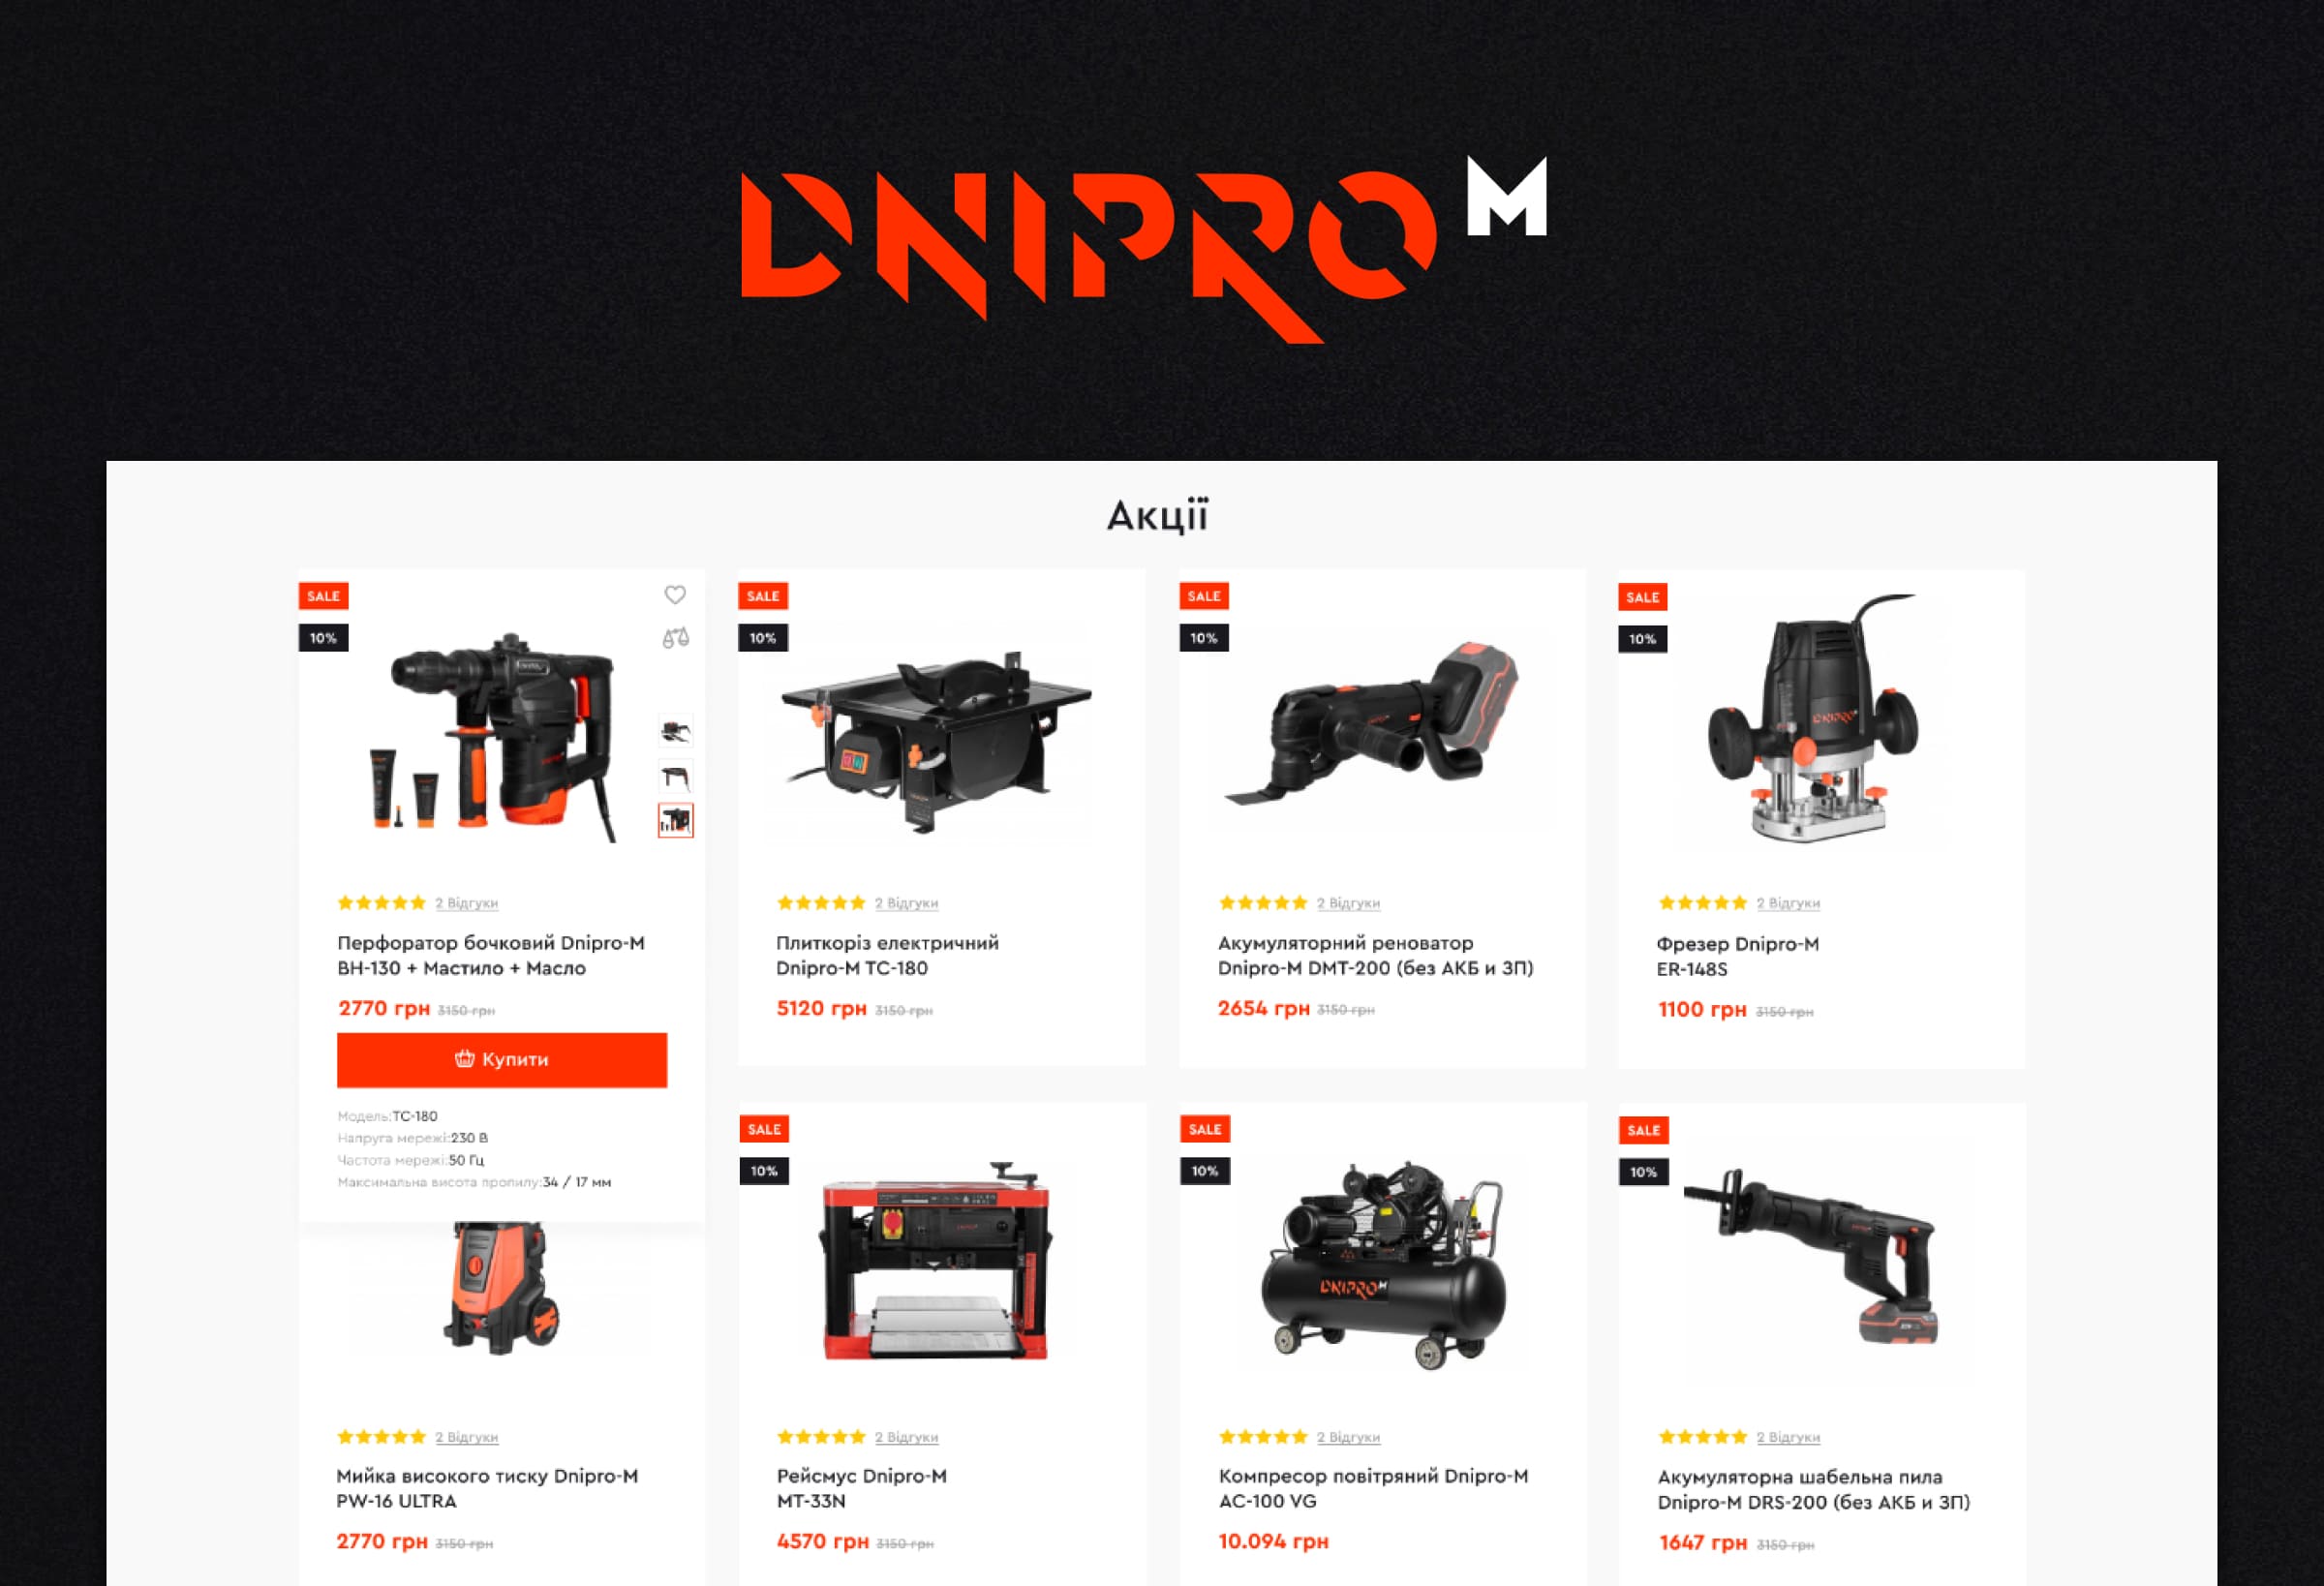 DNIPRO M
Акції
SALE
10%
2 Відгуки
Перфоратор бочковий Dnipro-M
BH-130 + Мастило + Масло
2770 грн 3150 грн
Купити
Модель:TC-180
Напруга мережі:230 В
Частота мережі:50 Гц
Максимальна висота пропилу:34 / 17 мм
SALE
10%
2 Відгуки
Плиткоріз електричний
Dnipro-M TC-180
5120 грн 3150 грн
SALE
10%
2 Відгуки
Акумуляторний реноватор
Dnipro-M DMT-200 (без АКБ и ЗП)
2654 грн 3150 грн
SALE
10%
DNIPRO M
2 Відгуки
Фрезер Dnipro-M
ER-148S
1100 грн 3150 грн
2 Відгуки
Мийка високого тиску Dnipro-M
PW-16 ULTRA
2770 грн 3150 грн
SALE
10%
2 Відгуки
Рейсмус Dnipro-M
MT-33N
4570 грн 3150 грн
SALE
10%
DNIPRO M
2 Відгуки
Компресор повітряний Dnipro-M
AC-100 VG
10.094 грн
SALE
10%
2 Відгуки
Акумуляторна шабельна пила
Dnipro-M DRS-200 (без АКБ и ЗП)
1647 грн 3150 грн